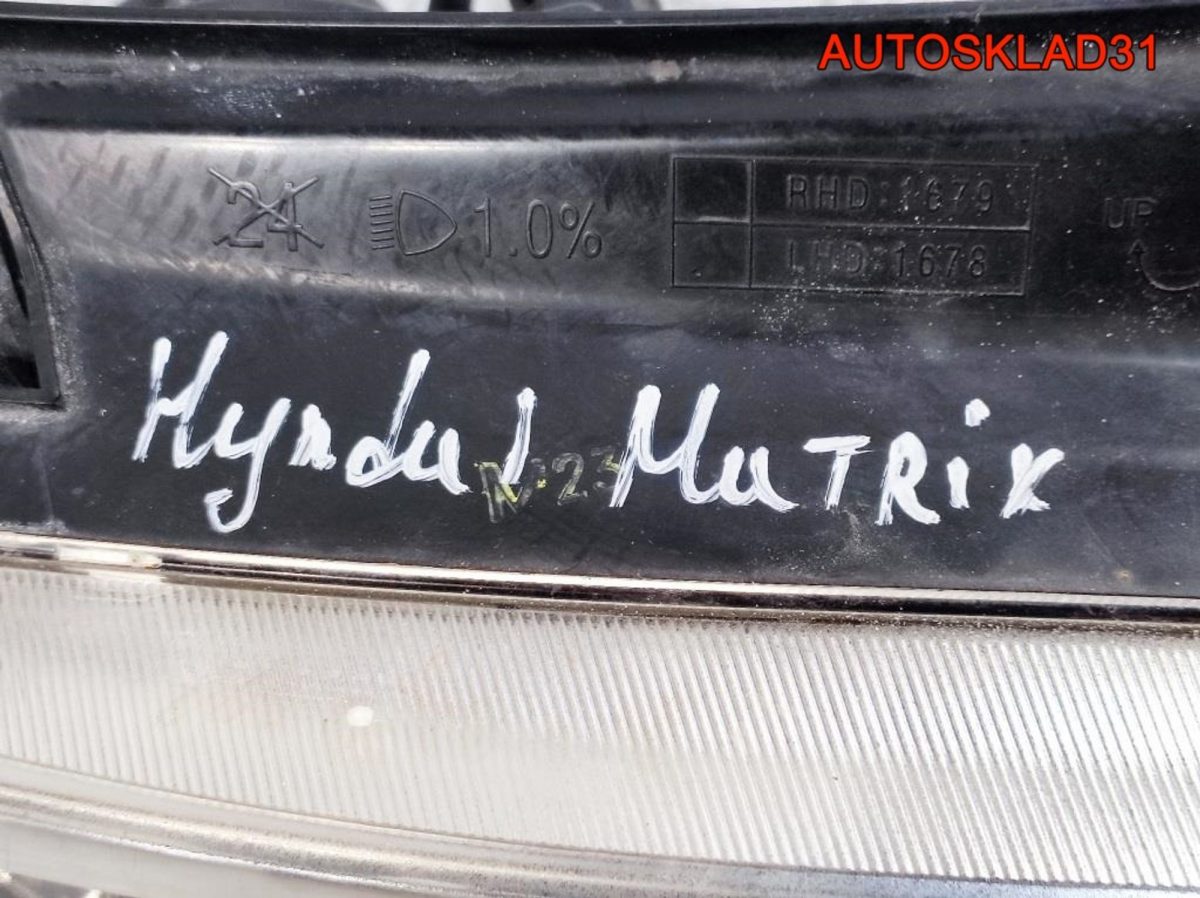 AUTOSKLAD31
24
1.0%
RHD:1679
LHD:1678
UP
Hyndai Matrix